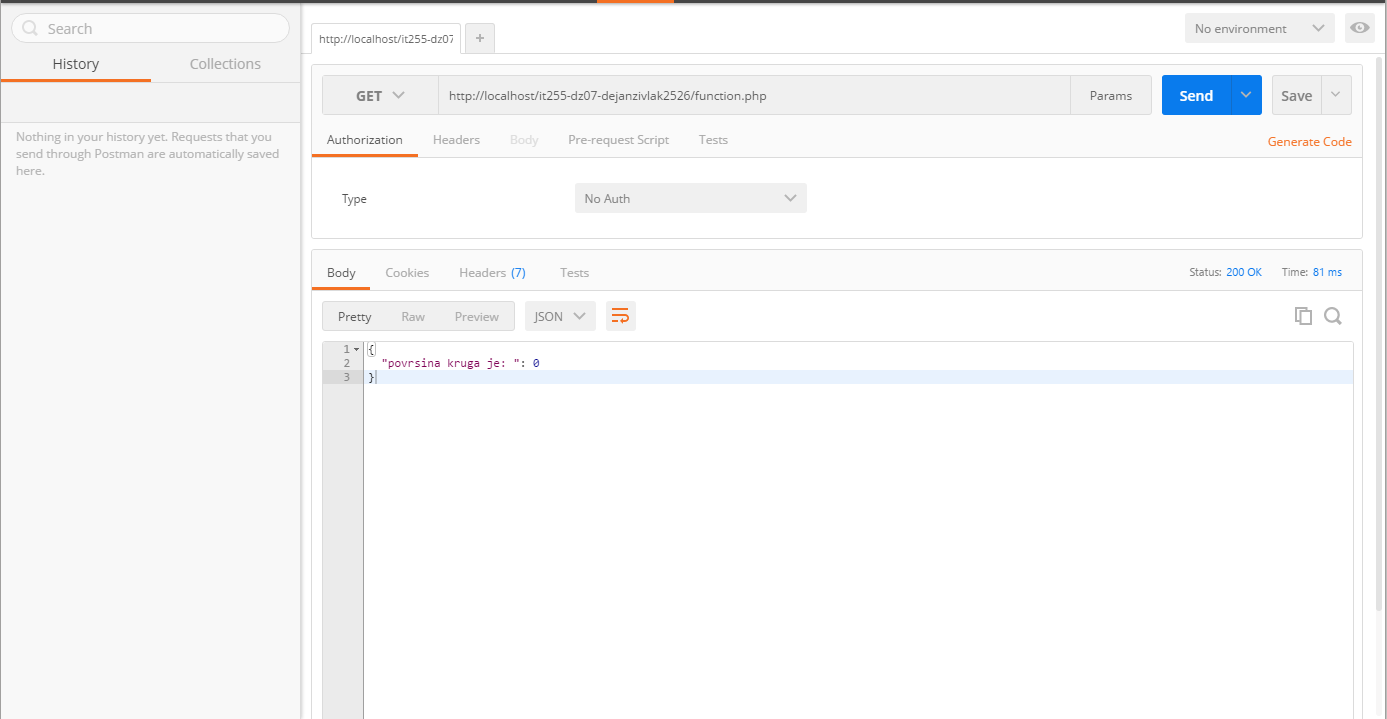 Search
History Collections
Nothing in your history yet. Requests that you
send through Postman are automatically saved
here.
http://localhost/it255-dz07
+
No environment
GET http://localhost/it255-dz07-dejanzivlak2526/function.php Params Send Save
Authorization Headers Body Pre-request Script Tests Generate Code
Type No Auth
Body Cookies Headers (7) Tests Status: 200 OK Time: 81 ms
Pretty Raw Preview JSON
1 {
2 "povrsina kruga je: ": 0
3 }